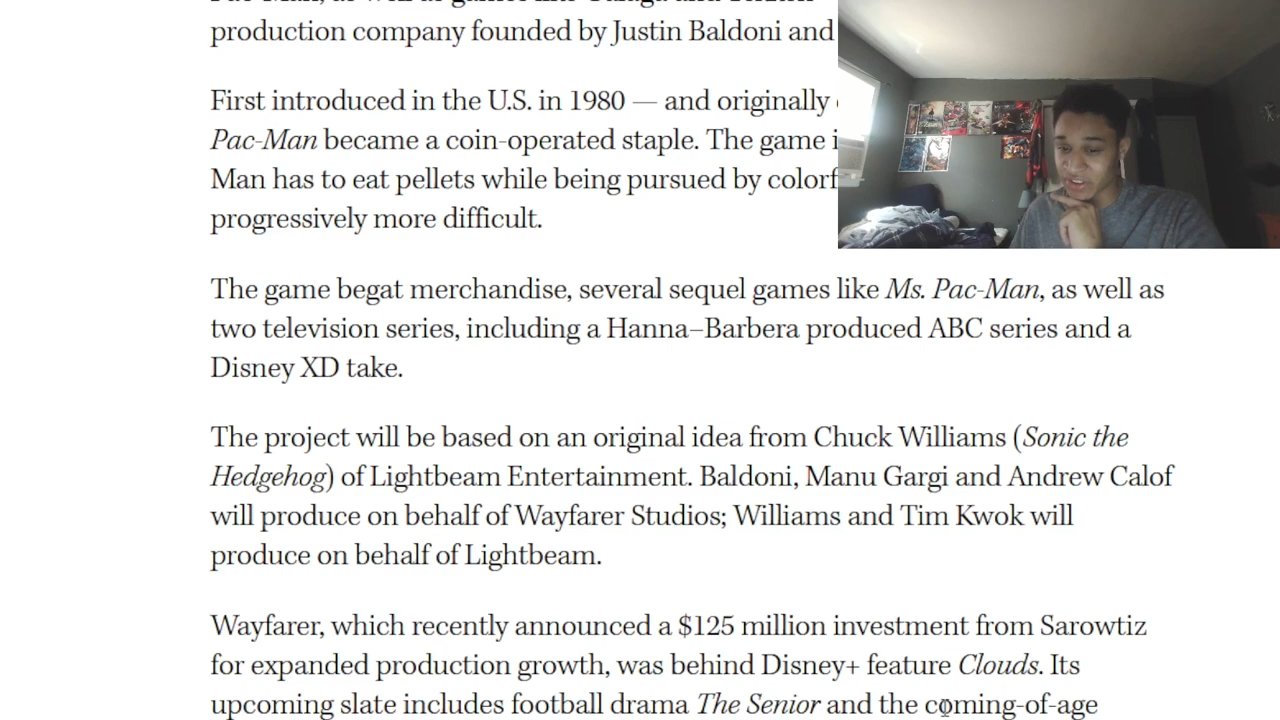 production company founded by Justin Baldoni and
First introduced in the U.S. in 1980 — and originally
Pac-Man became a coin-operated staple. The game
Man has to eat pellets while being pursued by
progressively more difficult.
The game begat merchandise, several sequel games like Ms. Pac-Man, as well as
two television series, including a Hanna–Barbera produced ABC series and a
Disney XD take.
The project will be based on an original idea from Chuck Williams (Sonic the
Hedgehog) of Lightbeam Entertainment. Baldoni, Manu Gargi and Andrew Calof
will produce on behalf of Wayfarer Studios; Williams and Tim Kwok will
produce on behalf of Lightbeam.
Wayfarer, which recently announced a $125 million investment from Sarowtiz
for expanded production growth, was behind Disney+ feature Clouds. Its
upcoming slate includes football drama The Senior and the coming-of-age